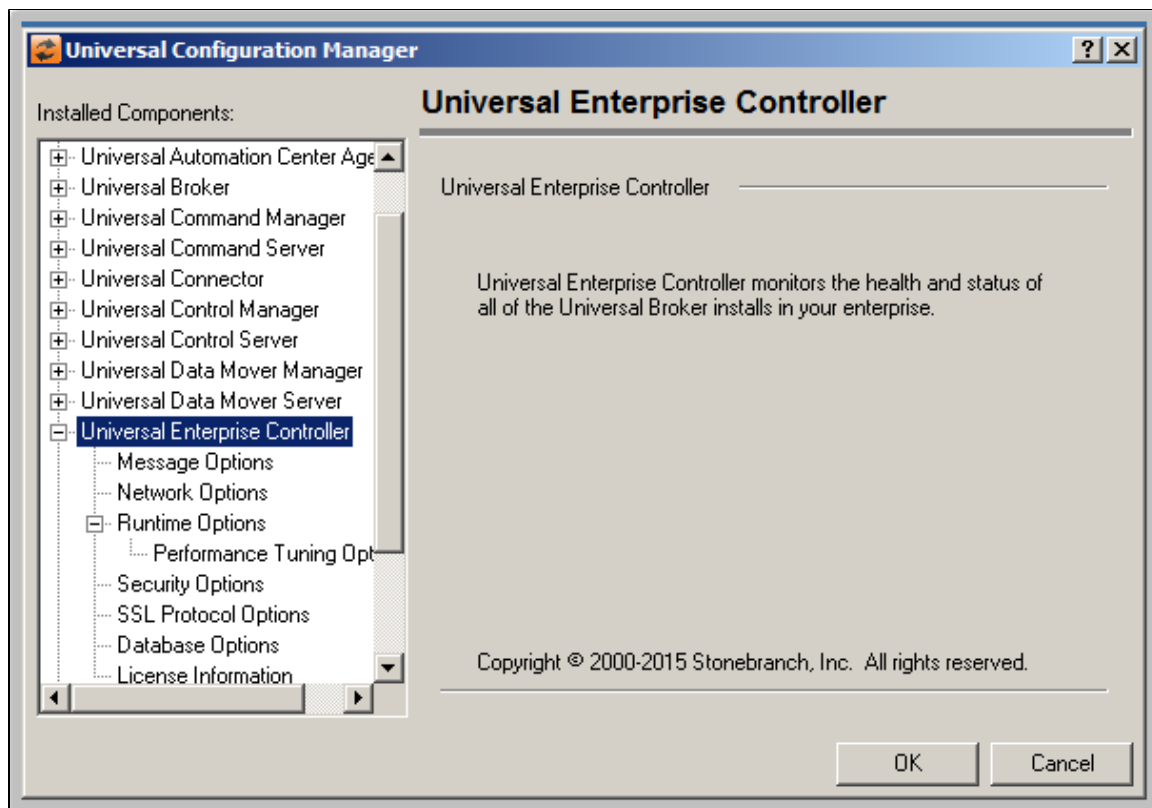 Universal Configuration Manager
Installed Components:
Universal Automation Center Age
Universal Broker
Universal Command Manager
Universal Command Server
Universal Connector
Universal Control Manager
Universal Control Server
Universal Data Mover Manager
Universal Data Mover Server
Universal Enterprise Controller
Message Options
Network Options
Runtime Options
Performance Tuning Opt
Security Options
SSL Protocol Options
Database Options
License Information
Universal Enterprise Controller
Universal Enterprise Controller
Universal Enterprise Controller monitors the health and status of
all of the Universal Broker installs in your enterprise.
Copyright © 2000-2015 Stonebranch, Inc. All rights reserved.
OK
Cancel